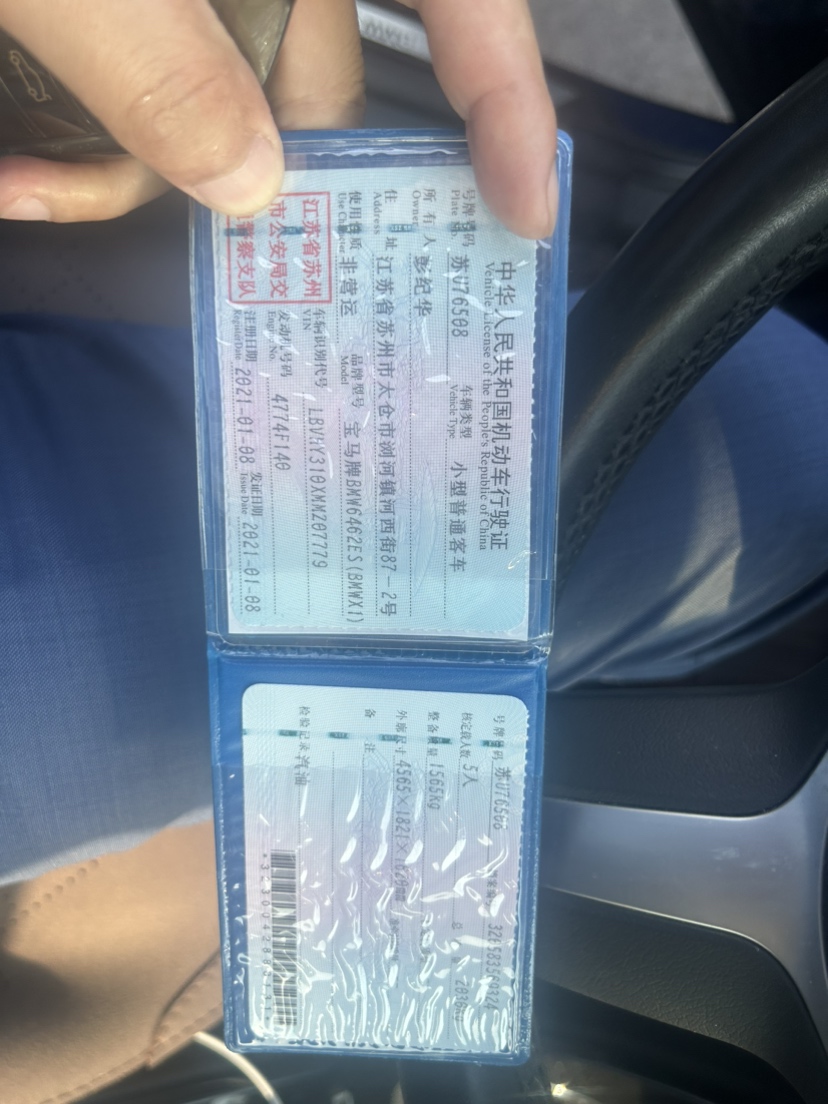 中华人民共和国机动车行驶证
Vehicle License of the People's Republic of China
号牌号码 苏U76508 车辆类型 小型普通客车
Plate No. Vehicle Type
所有人 彭纪华
Owner
住址 江苏省苏州市太仓市浏河镇河西街87-2号
Address
使用性质 非营运 品牌型号 宝马牌BMW6462ES(BMWX1)
Use Character Model
江苏省苏州
市公安局交
警察支队
车辆识别代号 LBVHY310XMMZ07779
VIN
发动机号码 4774F140
Engine No.
注册日期 2021-01-08 发证日期 2021-01-08
Register Date Issue Date
号牌号码 苏U76508
核定载人数 5人
整备质量 1565kg
外廓尺寸
备注
检验记录 汽油